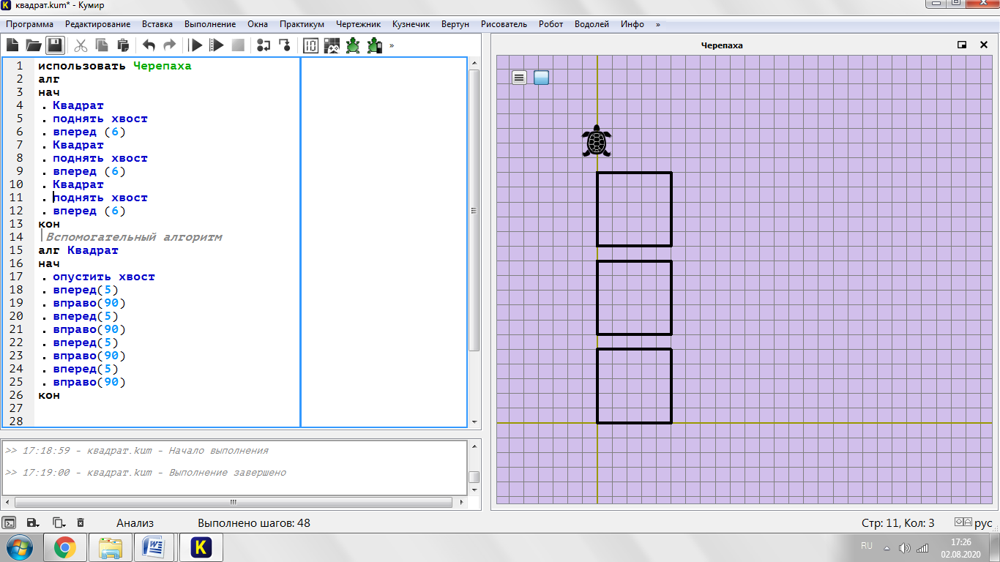 квадрат.kum* - Кумир
Программа Редактирование Вставка Выполнение Окна Практикум Чертежник Кузнечик Вертун Рисователь Робот Водолей Инфо »
»
Черепаха
1 использовать Черепаха
2 алг
3 нач
4 . Квадрат
5 . поднять хвост
6 . вперед (6)
7 . Квадрат
8 . поднять хвост
9 . вперед (6)
10 . Квадрат
11 . поднять хвост
12 . вперед (6)
13 кон
14 |Вспомогательный алгоритм
15 алг Квадрат
16 нач
17 . опустить хвост
18 . вперед(5)
19 . вправо(90)
20 . вперед(5)
21 . вправо(90)
22 . вперед(5)
23 . вправо(90)
24 . вперед(5)
25 . вправо(90)
26 кон
27
28
>> 17:18:59 - квадрат.kum - Начало выполнения
>> 17:19:00 - квадрат.kum - Выполнение завершено
Анализ Выполнено шагов: 48 Стр: 11, Кол: 3 рус
RU 17:26
02.08.2020